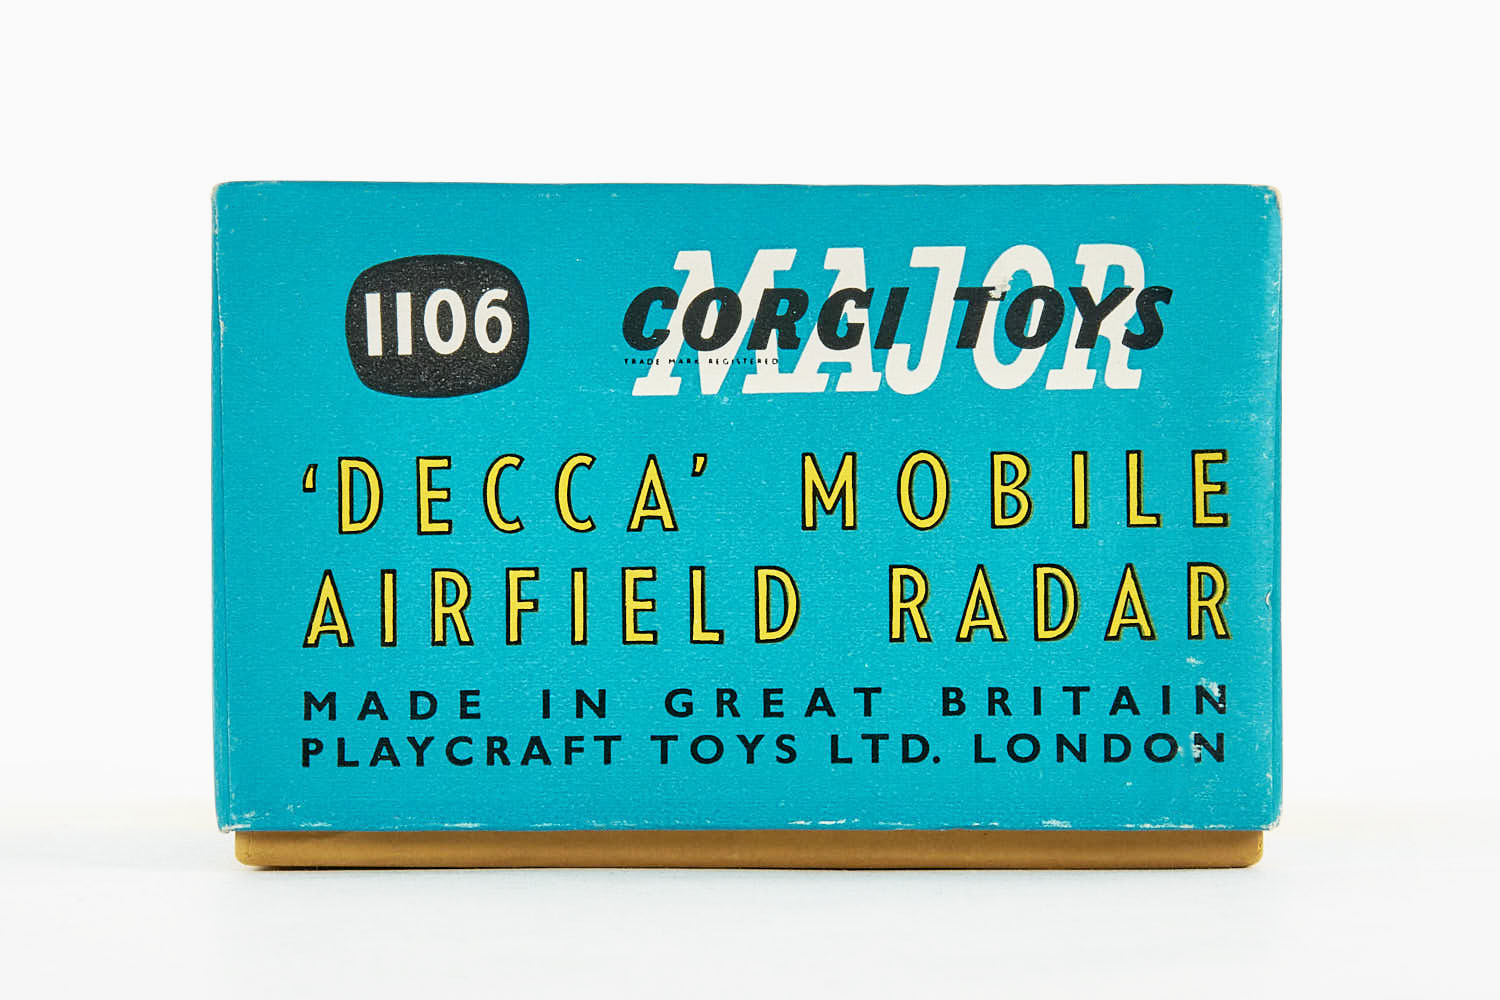 1106
MAJOR
CORGI TOYS
TRADE MARK REGISTERED
‘DECCA’ MOBILE
AIRFIELD RADAR
MADE IN GREAT BRITAIN
PLAYCRAFT TOYS LTD. LONDON